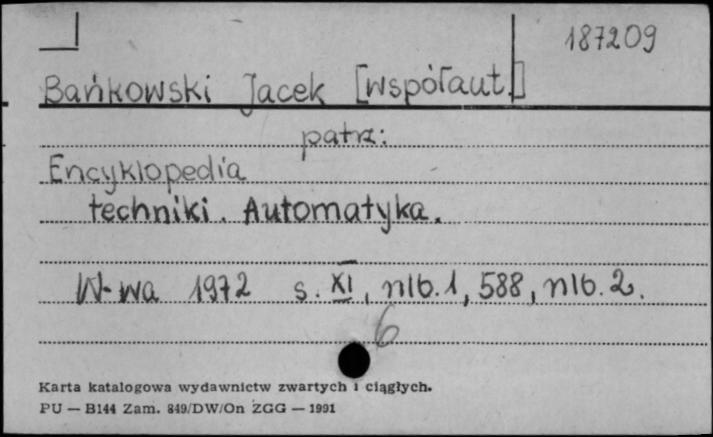 187209
Bańkowski Jacek [współaut.]
patrz:
Encyklopedia
techniki. Automatyka.
W-wa 1972 s. XI, nlb. 1, 588, nlb. 2.
6
Karta katalogowa wydawnictw zwartych i ciągłych.
PU — B144 Zam. 849/DW/On ZGG — 1991